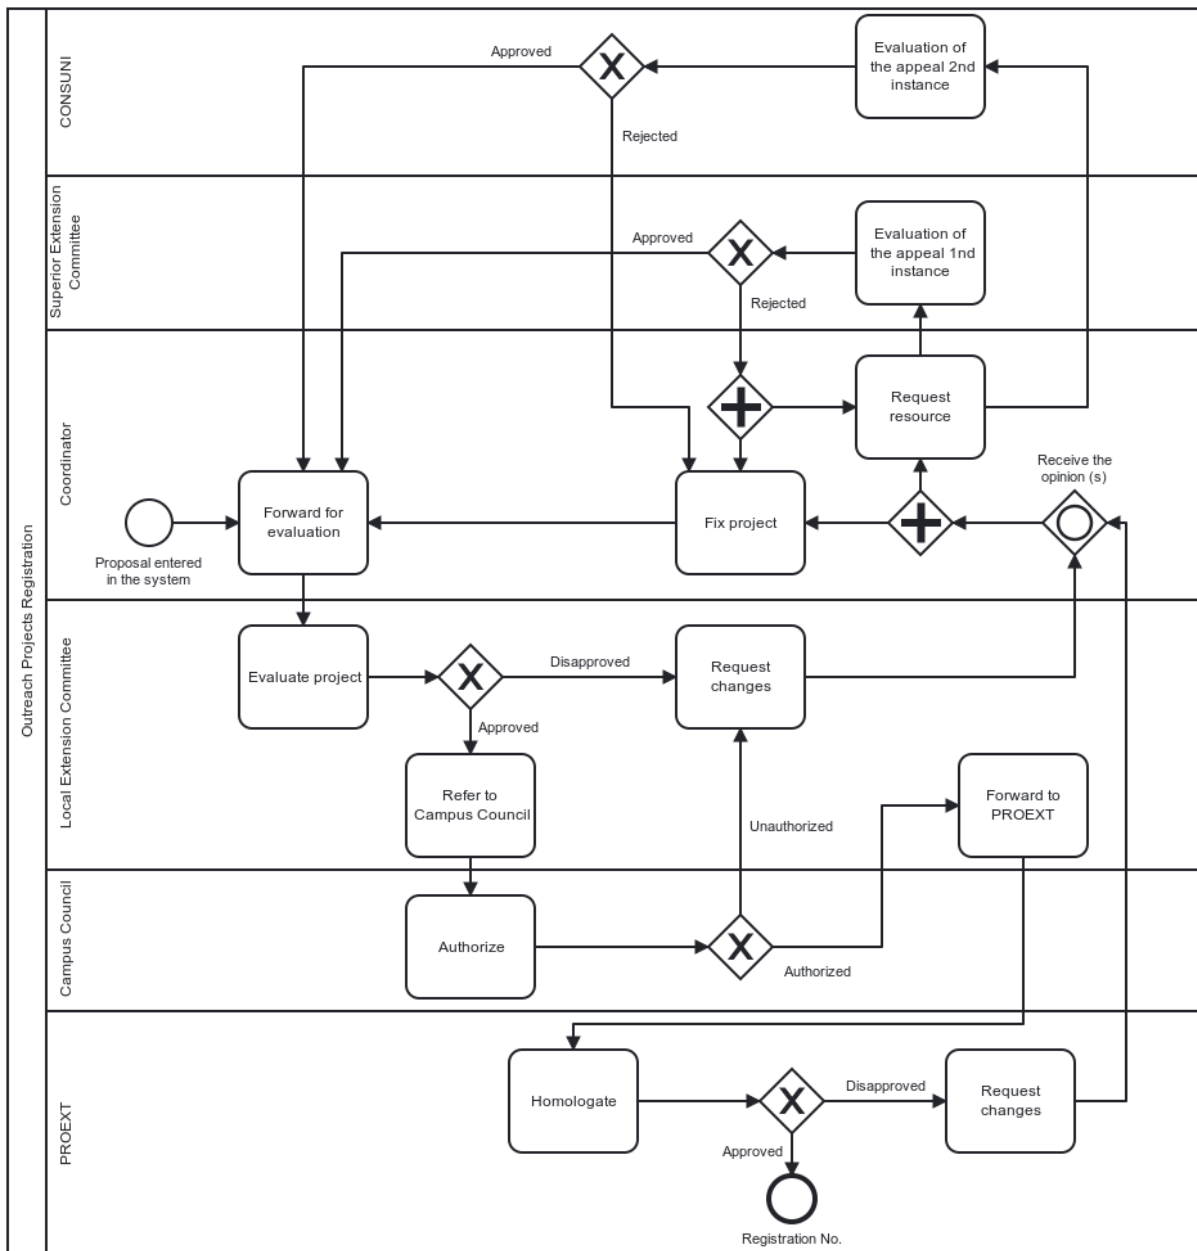 Outreach Projects Registration
CONSUNI
Approved
Rejected
Evaluation of
the appeal 2nd
instance
Superior Extension
Committee
Approved
Rejected
Evaluation of
the appeal 1nd
instance
Coordinator
Request
resource
Receive the
opinion (s)
Proposal entered
in the system
Forward for
evaluation
Fix project
Local Extension Committee
Evaluate project
Disapproved
Approved
Request
changes
Refer to
Campus Council
Unauthorized
Forward to
PROEXT
Campus Council
Authorize
Authorized
PROEXT
Homologate
Disapproved
Approved
Request
changes
Registration No.